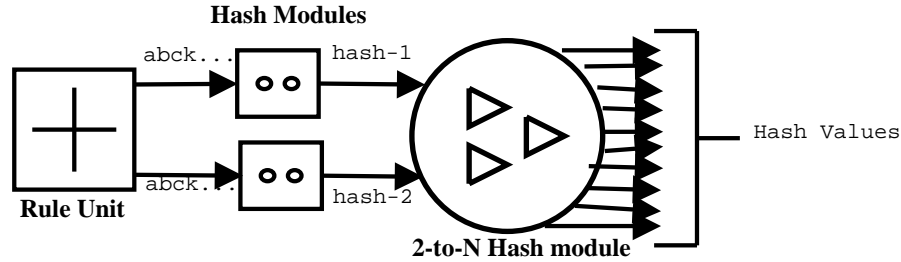 Hash Modules
abck...
hash-1
Hash Values
abck...
hash-2
Rule Unit
2-to-N Hash module